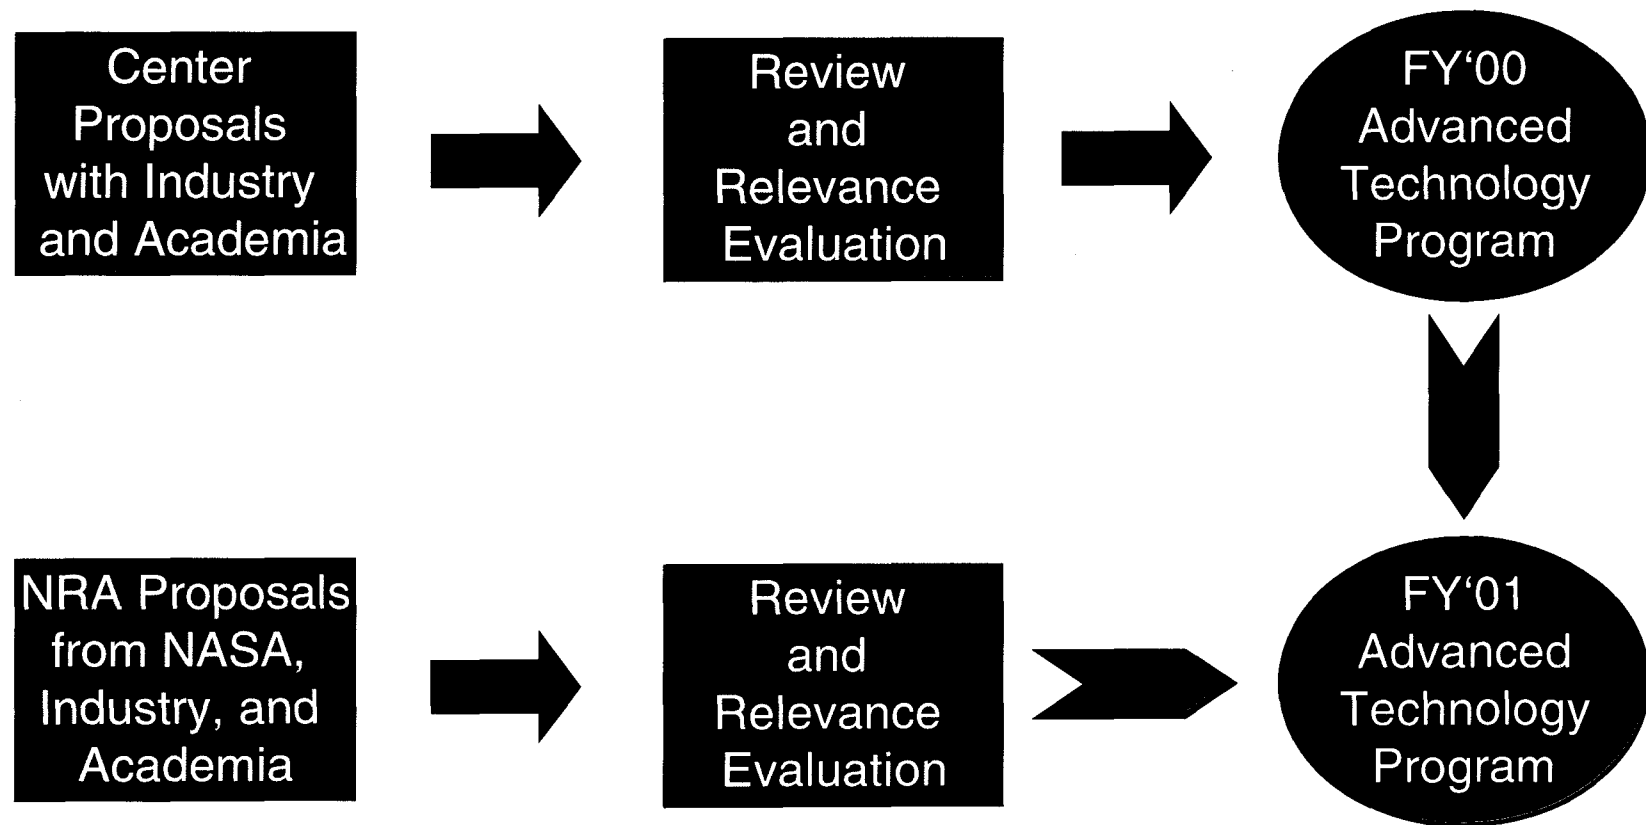 Center
Proposals
with Industry
and Academia
Review
and
Relevance
Evaluation
FY‘00
Advanced
Technology
Program
NRA Proposals
from NASA,
Industry, and
Academia
Review
and
Relevance
Evaluation
FY‘01
Advanced
Technology
Program